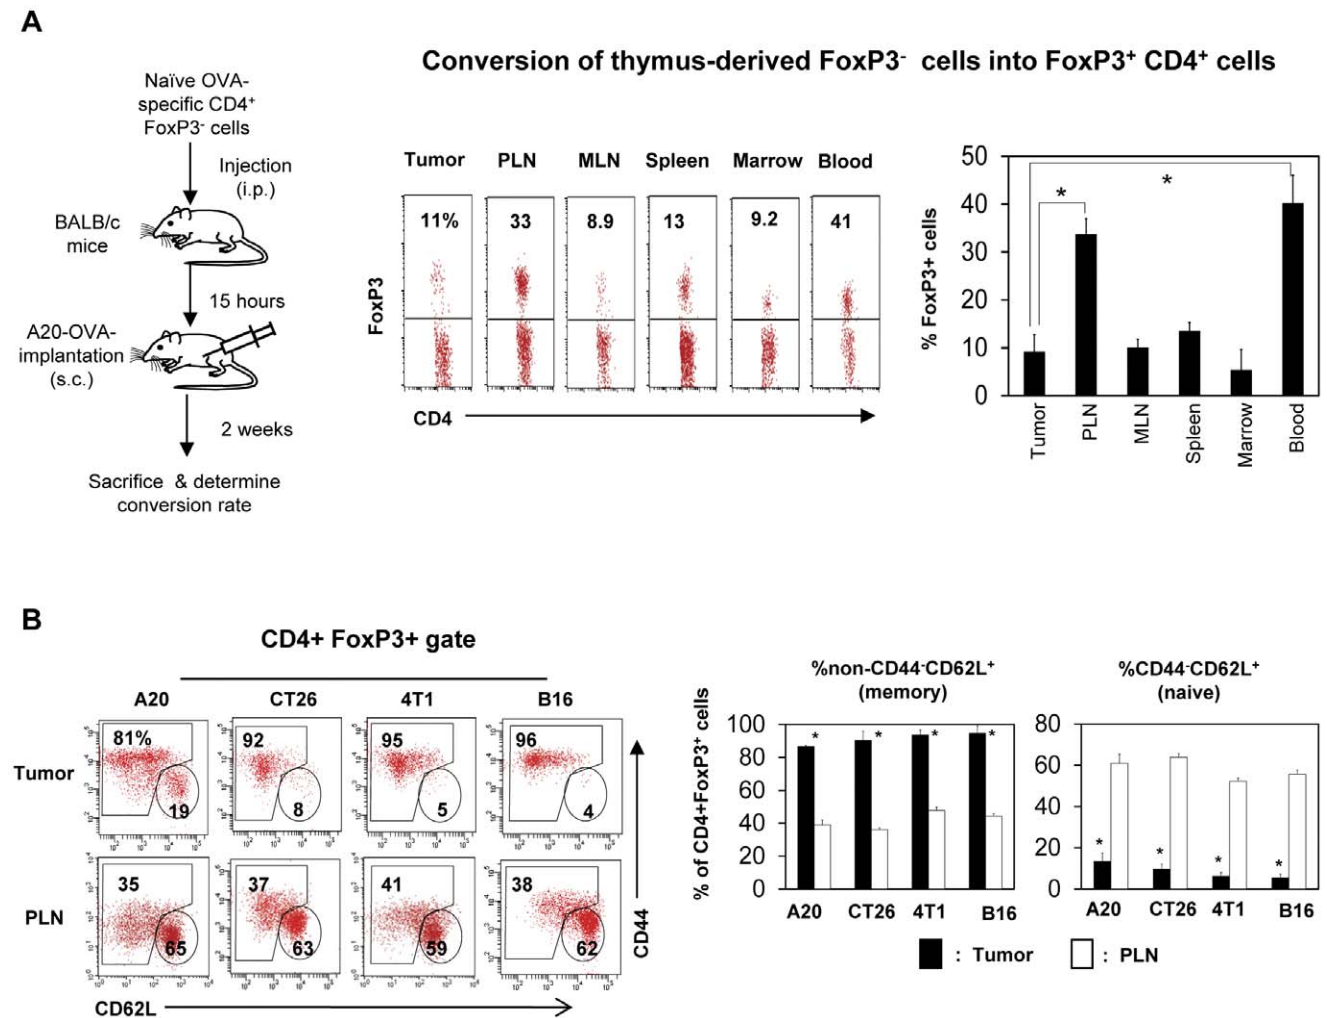 A
Conversion of thymus-derived FoxP3⁻ cells into FoxP3⁺ CD4⁺ cells
Naïve OVA-
specific CD4⁺
FoxP3⁻ cells
Injection
(i.p.)
BALB/c
mice
15 hours
A20-OVA-
implantation
(s.c.)
2 weeks
Sacrifice & determine
conversion rate
Tumor PLN MLN Spleen Marrow Blood
11% 33 8.9 13 9.2 41
FoxP3
CD4
% FoxP3+ cells
50
40
30
20
10
0
* *
Tumor PLN MLN Spleen Marrow Blood
B
CD4+ FoxP3+ gate
A20 CT26 4T1 B16
Tumor
81% 92 95 96
19 8 5 4
PLN
35 37 41 38
65 63 59 62
CD44
CD62L
%non-CD44⁻CD62L⁺
(memory)
% of CD4+FoxP3⁺ cells
100
80
60
40
20
0
* * * *
A20 CT26 4T1 B16
%CD44⁻CD62L⁺
(naive)
80
60
40
20
0
* * * *
A20 CT26 4T1 B16
: Tumor : PLN